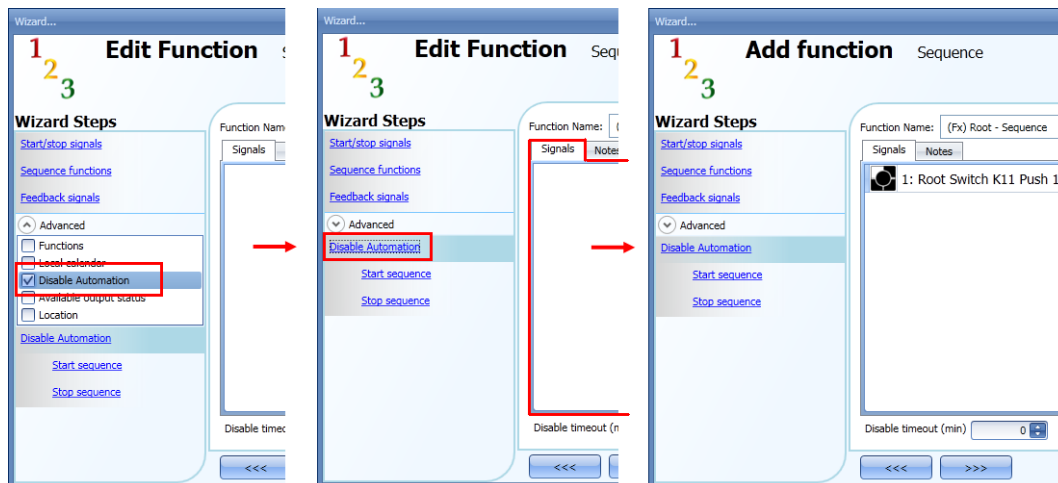 Wizard...
1 2 3
Edit Function
Wizard Steps
Start/stop signals
Sequence functions
Feedback signals
Advanced
Functions
Local calendar
Disable Automation
Available output status
Location
Disable Automation
Start sequence
Stop sequence
Function Nam
Signals
Disable timeo
<<<
Wizard...
1 2 3
Edit Function Sequ
Wizard Steps
Start/stop signals
Sequence functions
Feedback signals
Advanced
Disable Automation
Start sequence
Stop sequence
Function Name:
Signals Notes
Disable timeout (m
<<<
Wizard...
1 2 3
Add function Sequence
Wizard Steps
Start/stop signals
Sequence functions
Feedback signals
Advanced
Disable Automation
Start sequence
Stop sequence
Function Name: (Fx) Root - Sequence
Signals Notes
1: Root Switch K11 Push 1
Disable timeout (min) 0
<<< >>>